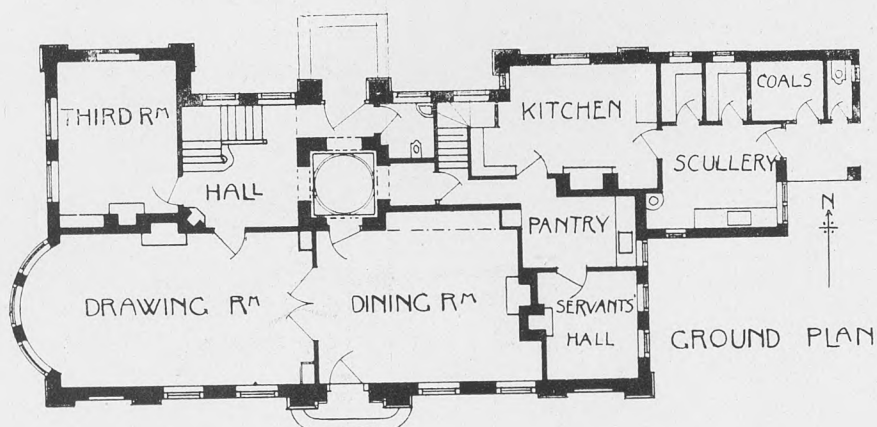 THIRD RM
HALL
KITCHEN
COALS
SCULLERY
N
PANTRY
DRAWING RM
DINING RM
SERVANTS'
HALL
GROUND PLAN